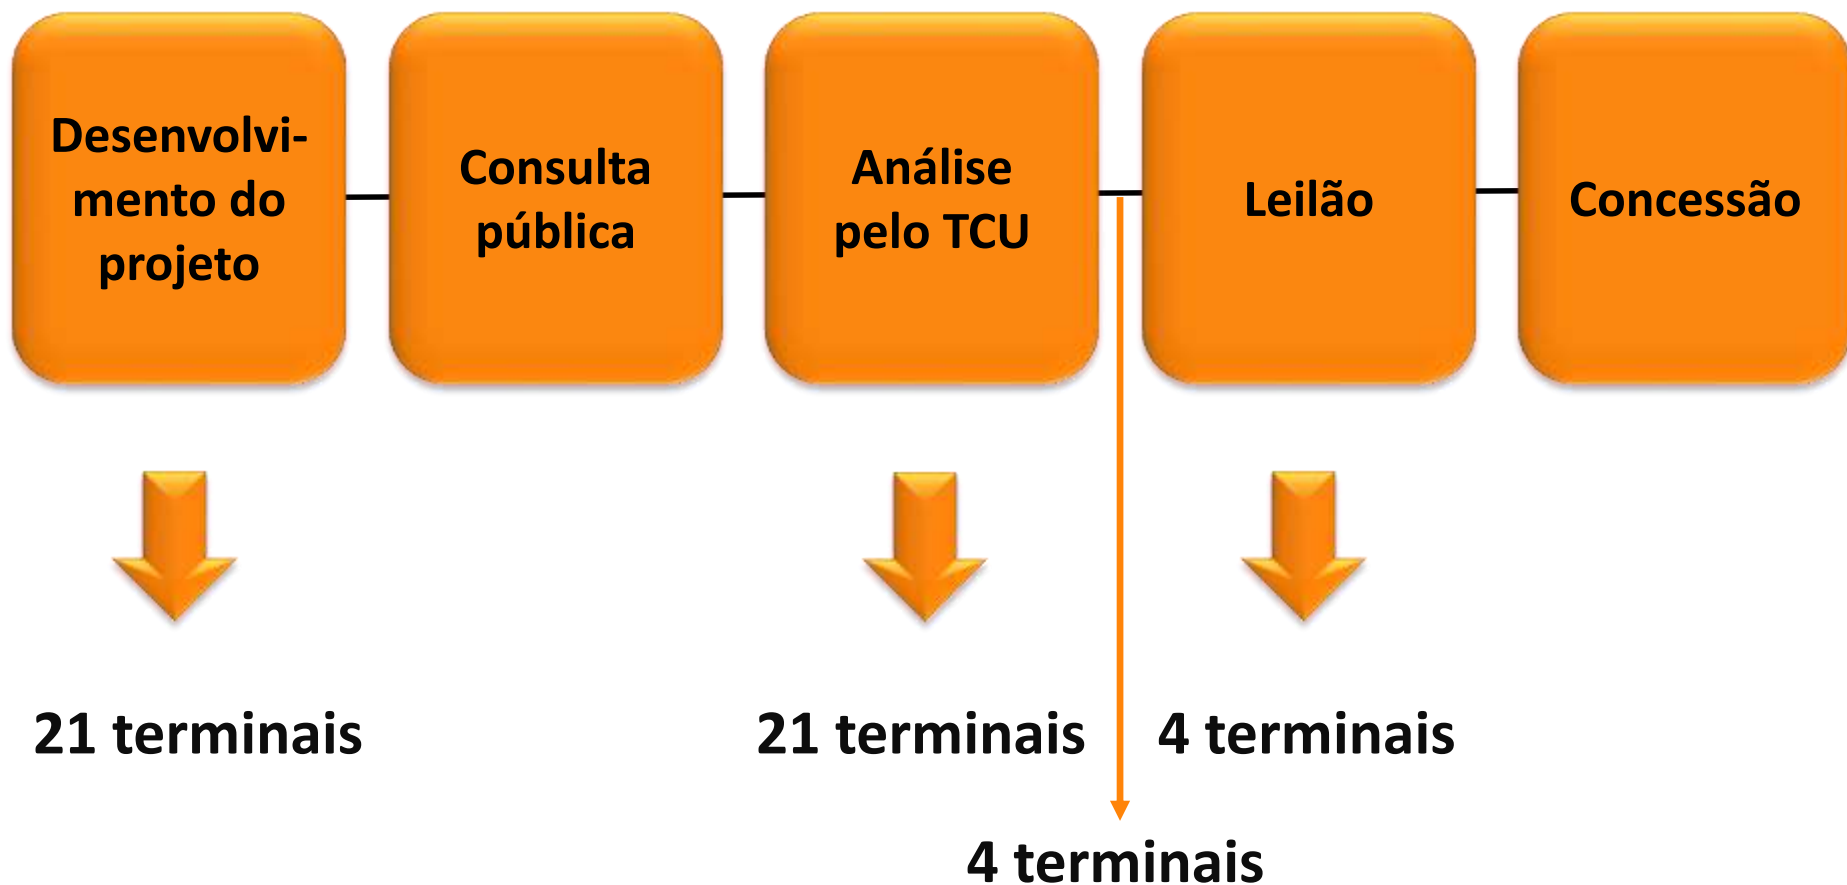 Desenvolvi-
mento do
projeto
Consulta
pública
Análise
pelo TCU
Leilão
Concessão
21 terminais
21 terminais
4 terminais
4 terminais